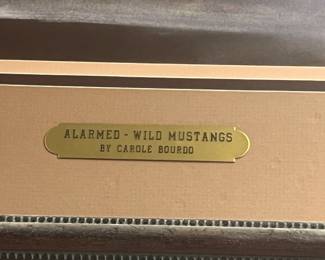 ALARMED - WILD MUSTANGS
BY CAROLE BOURDO